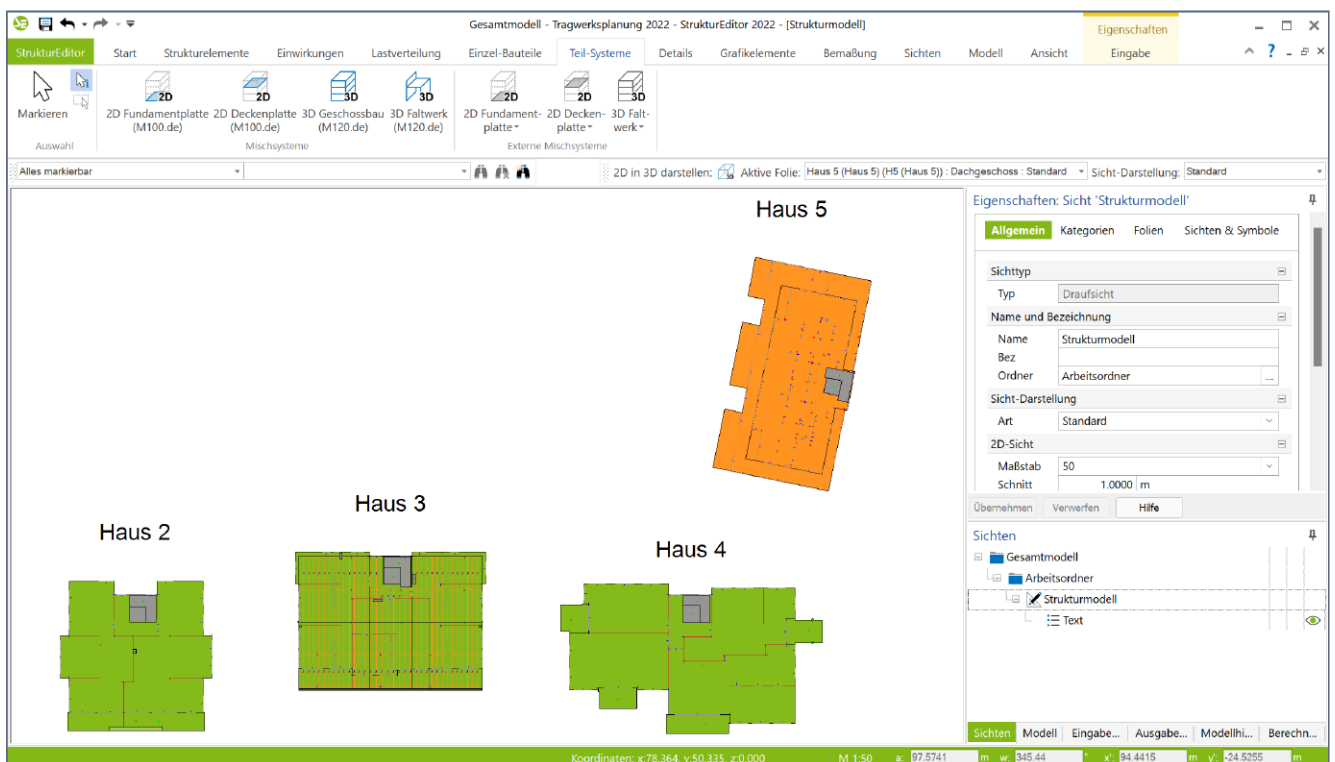 Gesamtmodell - Tragwerksplanung 2022 - StrukturEditor 2022 - [Strukturmodell]
Eigenschaften
StrukturEditor Start Strukturelemente Einwirkungen Lastverteilung Einzel-Bauteile Teil-Systeme Details Grafikelemente Bemaßung Sichten Modell Ansicht Eingabe
2D 2D 3D 3D 2D 2D 3D
Markieren 2D Fundamentplatte 2D Deckenplatte 3D Geschossbau 3D Faltwerk 2D Fundament- 2D Decken- 3D Falt-
(M100.de) (M100.de) (M120.de) (M120.de) platte platte werk
Auswahl Mischsysteme Externe Mischsysteme
Alles markierbar 2D in 3D darstellen: Aktive Folie: Haus 5 (Haus 5) (H5 (Haus 5)) : Dachgeschoss : Standard Sicht-Darstellung: Standard
Haus 5
Haus 3
Haus 2
Haus 4
Eigenschaften: Sicht 'Strukturmodell'
Allgemein Kategorien Folien Sichten & Symbole
Sichttyp
Typ Draufsicht
Name und Bezeichnung
Name Strukturmodell
Bez
Ordner Arbeitsordner ...
Sicht-Darstellung
Art Standard
2D-Sicht
Maßstab 50
Schnitt 1.0000 m
Übernehmen Verwerfen Hilfe
Sichten
Gesamtmodell
Arbeitsordner
Strukturmodell
Text
Sichten Modell Eingabe... Ausgabe... Modellhi... Berechn...
Koordinaten: x:78.364 y:50.335 z:0.000 M 1:50 a: 97.5741 m w: 345.44 ° x': 94.4415 m y': -24.5255 m